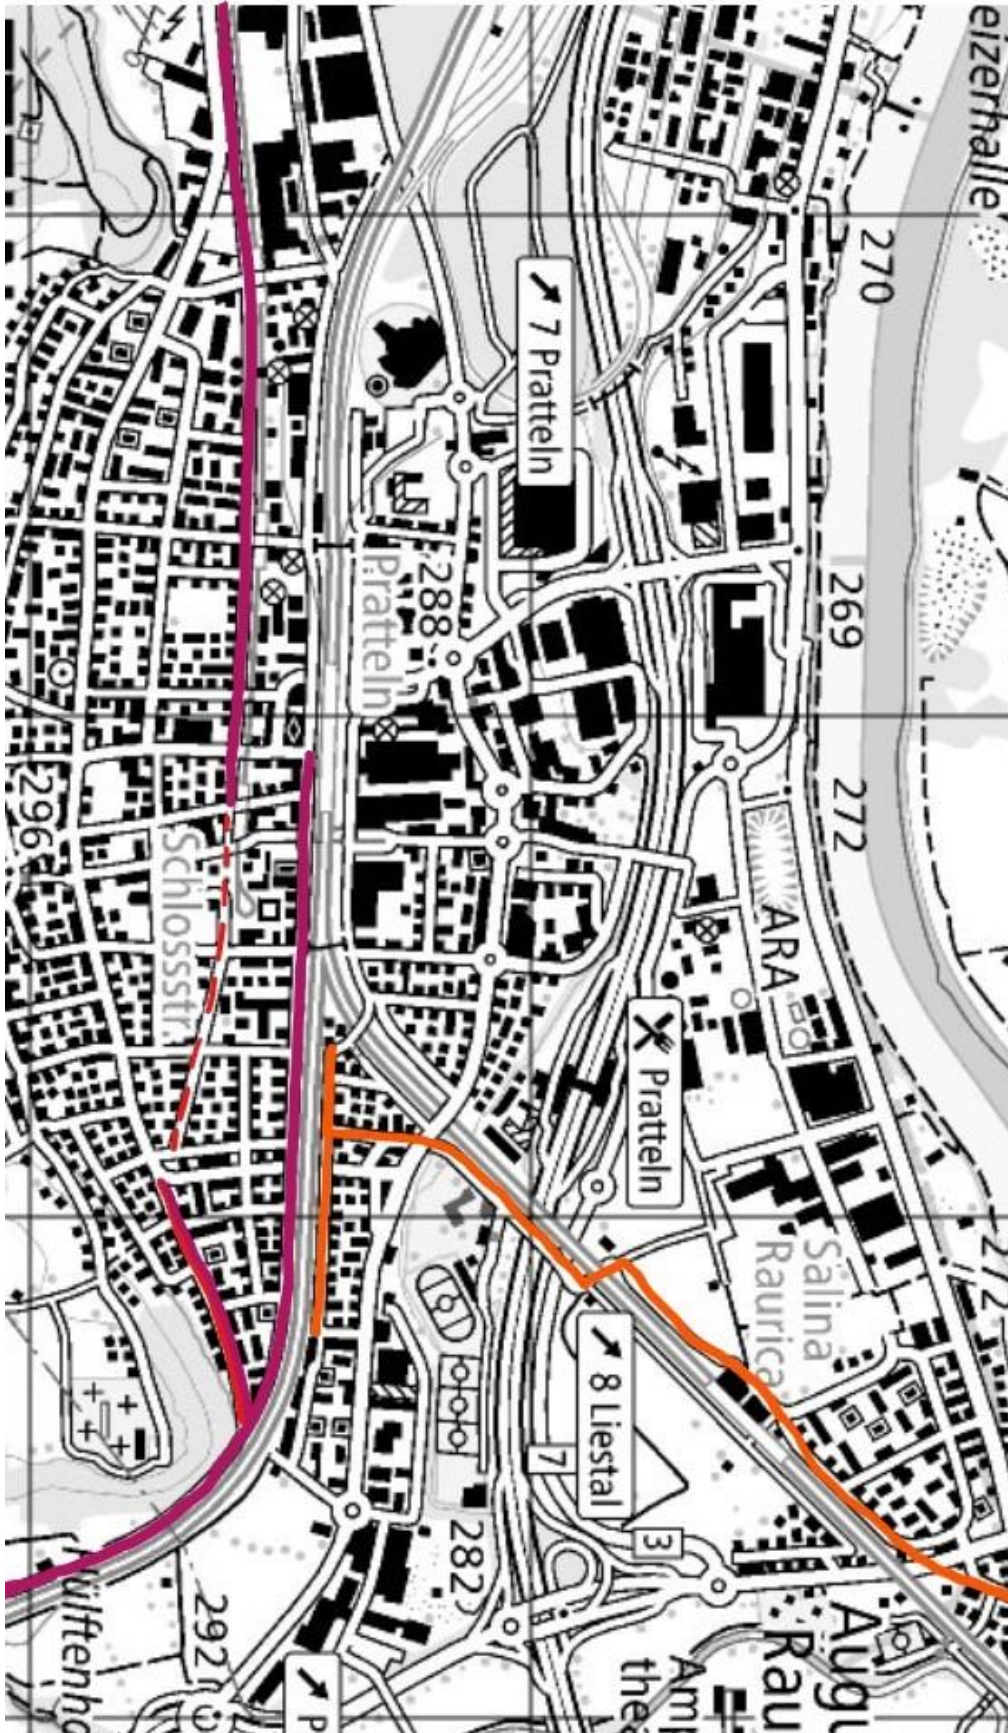 eizerhalle
270
7 Pratteln
Pratteln
288
269
272
296
Schlossstr.
ARA
Pratteln
Salina
Raurica
8 Liestal
7
3
282
292
Augu
Rau
Am
the
P